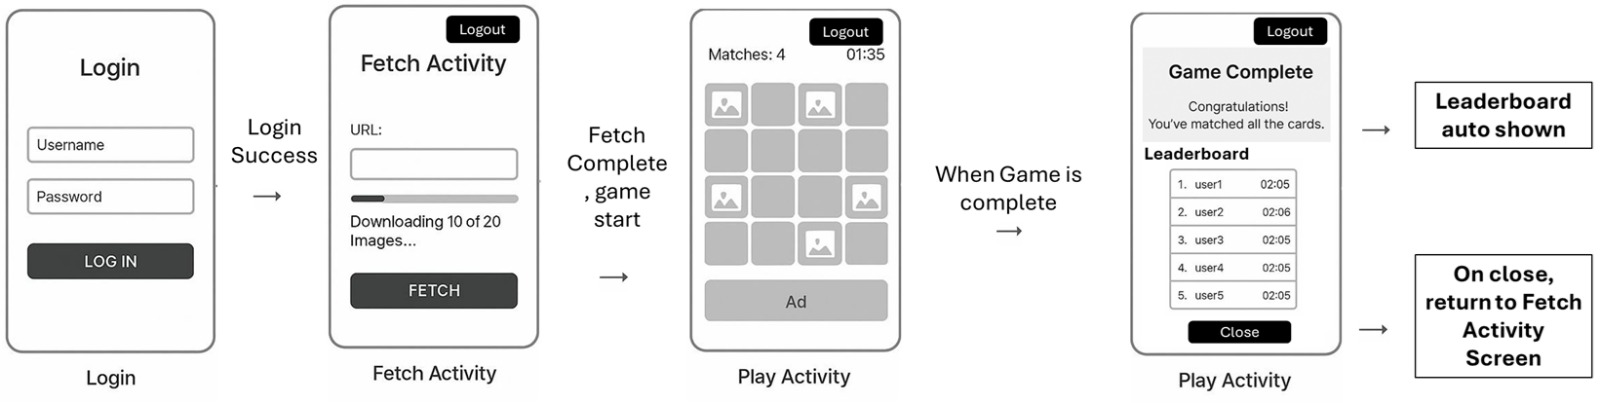 Login
Username
Password
LOG IN
Login
Login
Success
Logout
Fetch Activity
URL:
Downloading 10 of 20
Images...
FETCH
Fetch Activity
Fetch
Complete
, game
start
Logout
Matches: 4 01:35
Ad
Play Activity
When Game is
complete
Logout
Game Complete
Congratulations!
You've matched all the cards.
Leaderboard
1. user1 02:05
2. user2 02:06
3. user3 02:05
4. user4 02:05
5. user5 02:05
Close
Play Activity
Leaderboard
auto shown
On close,
return to Fetch
Activity
Screen